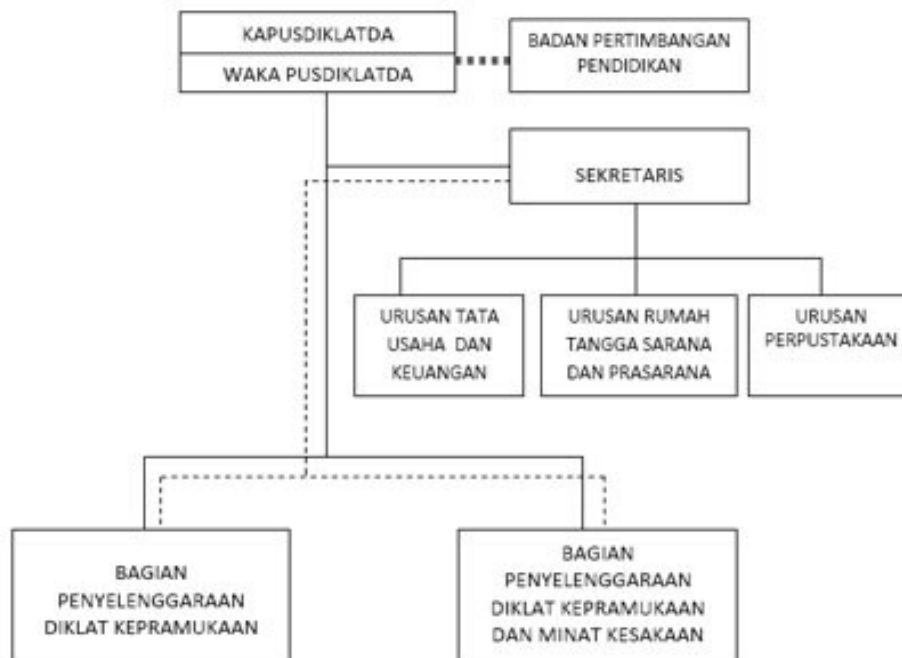 KAPUSDIKLATDA
WAKA PUSDIKLATDA
BADAN PERTIMBANGAN
PENDIDIKAN
SEKRETARIS
URUSAN TATA
USAHA DAN
KEUANGAN
URUSAN RUMAH
TANGGA SARANA
DAN PRASARANA
URUSAN
PERPUSTAKAAN
BAGIAN
PENYELENGGARAAN
DIKLAT KEPRAMUKAAN
BAGIAN
PENYELENGGARAAN
DIKLAT KEPRAMUKAAN
DAN MINAT KESAKAAN